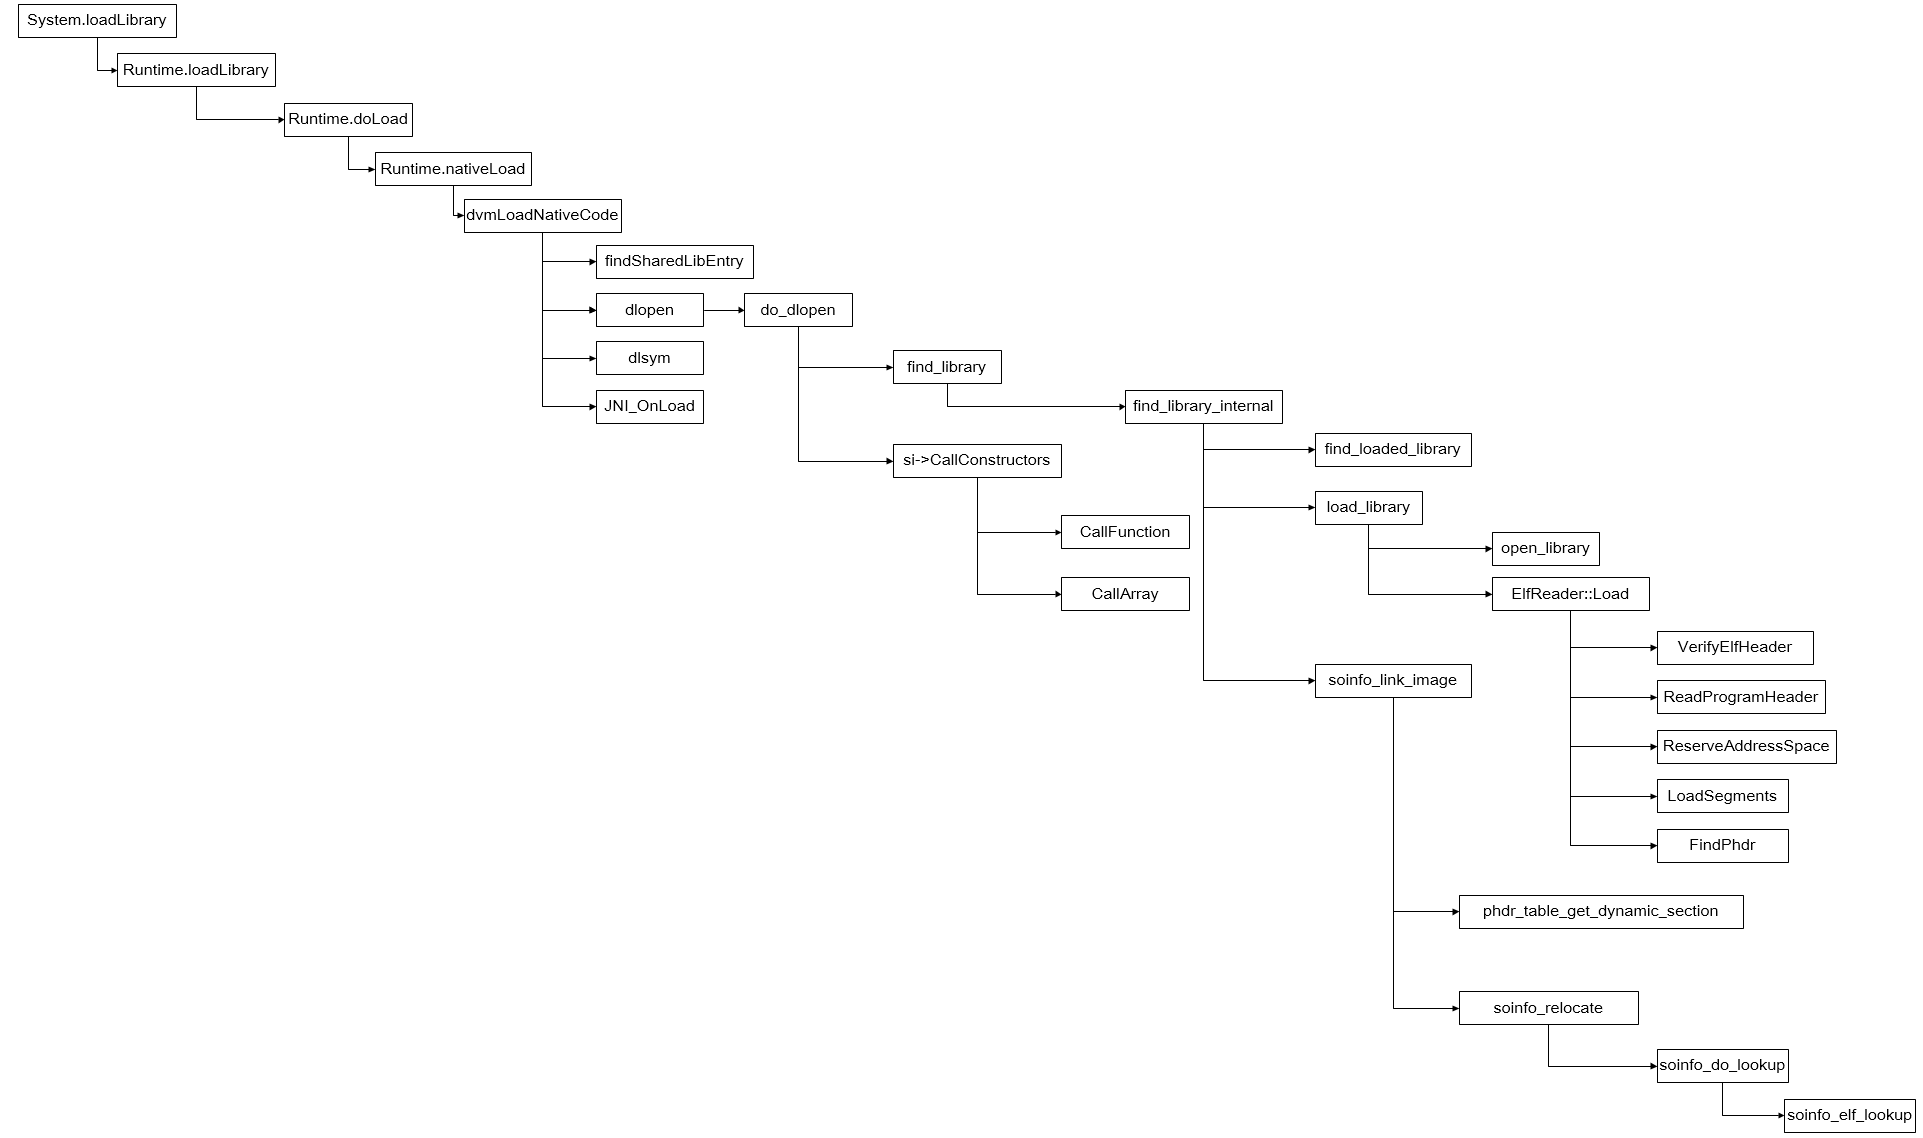 System.loadLibrary
Runtime.loadLibrary
Runtime.doLoad
Runtime.nativeLoad
dvmLoadNativeCode
findSharedLibEntry
dlopen
do_dlopen
dlsym
find_library
JNI_OnLoad
find_library_internal
find_loaded_library
si->CallConstructors
load_library
CallFunction
open_library
CallArray
ElfReader::Load
VerifyElfHeader
soinfo_link_image
ReadProgramHeader
ReserveAddressSpace
LoadSegments
FindPhdr
phdr_table_get_dynamic_section
soinfo_relocate
soinfo_do_lookup
soinfo_elf_lookup